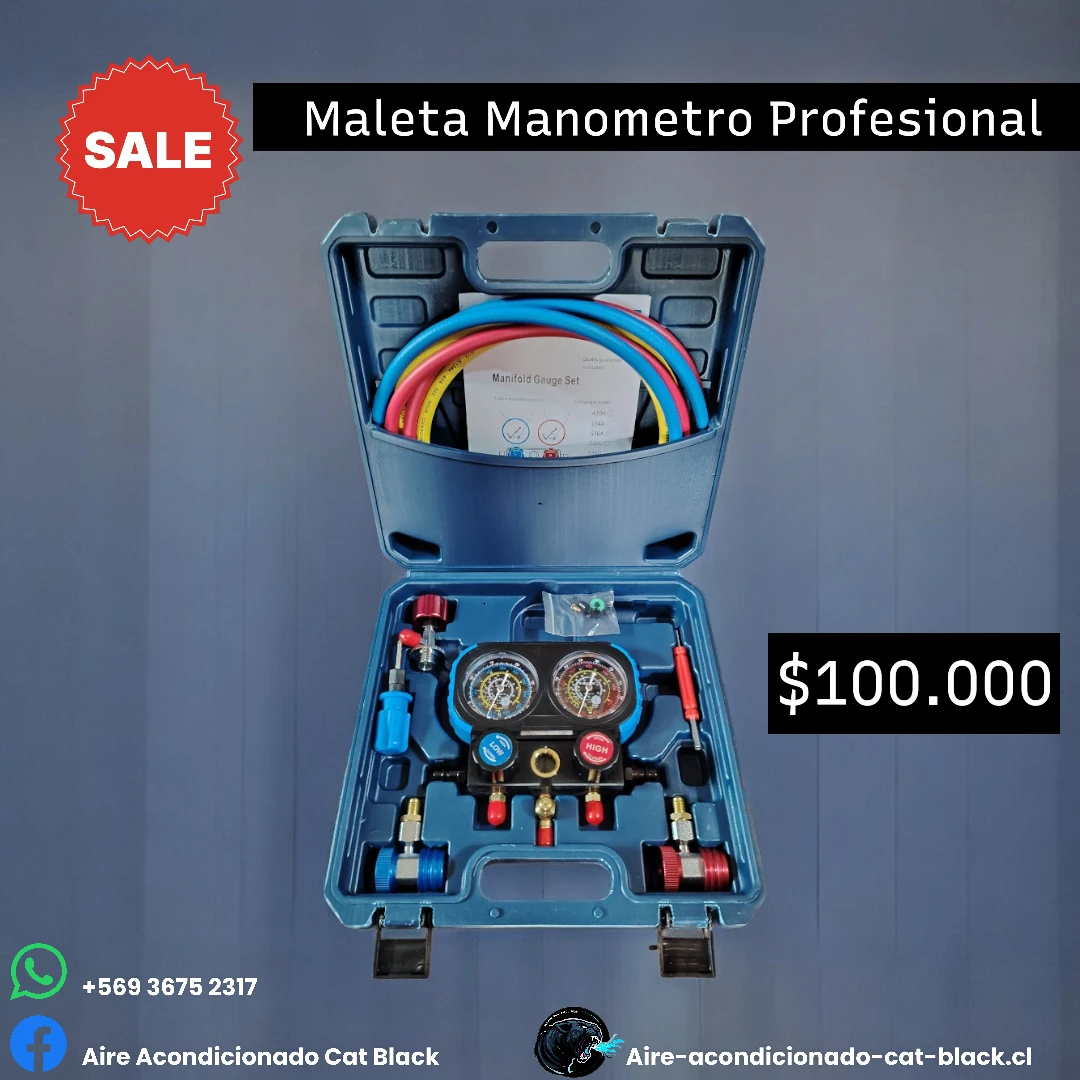 SALE
Maleta Manometro Profesional
Manifold Gauge Set
LOW
HIGH
$100.000
+569 3675 2317
Aire Acondicionado Cat Black
Aire-acondicionado-cat-black.cl